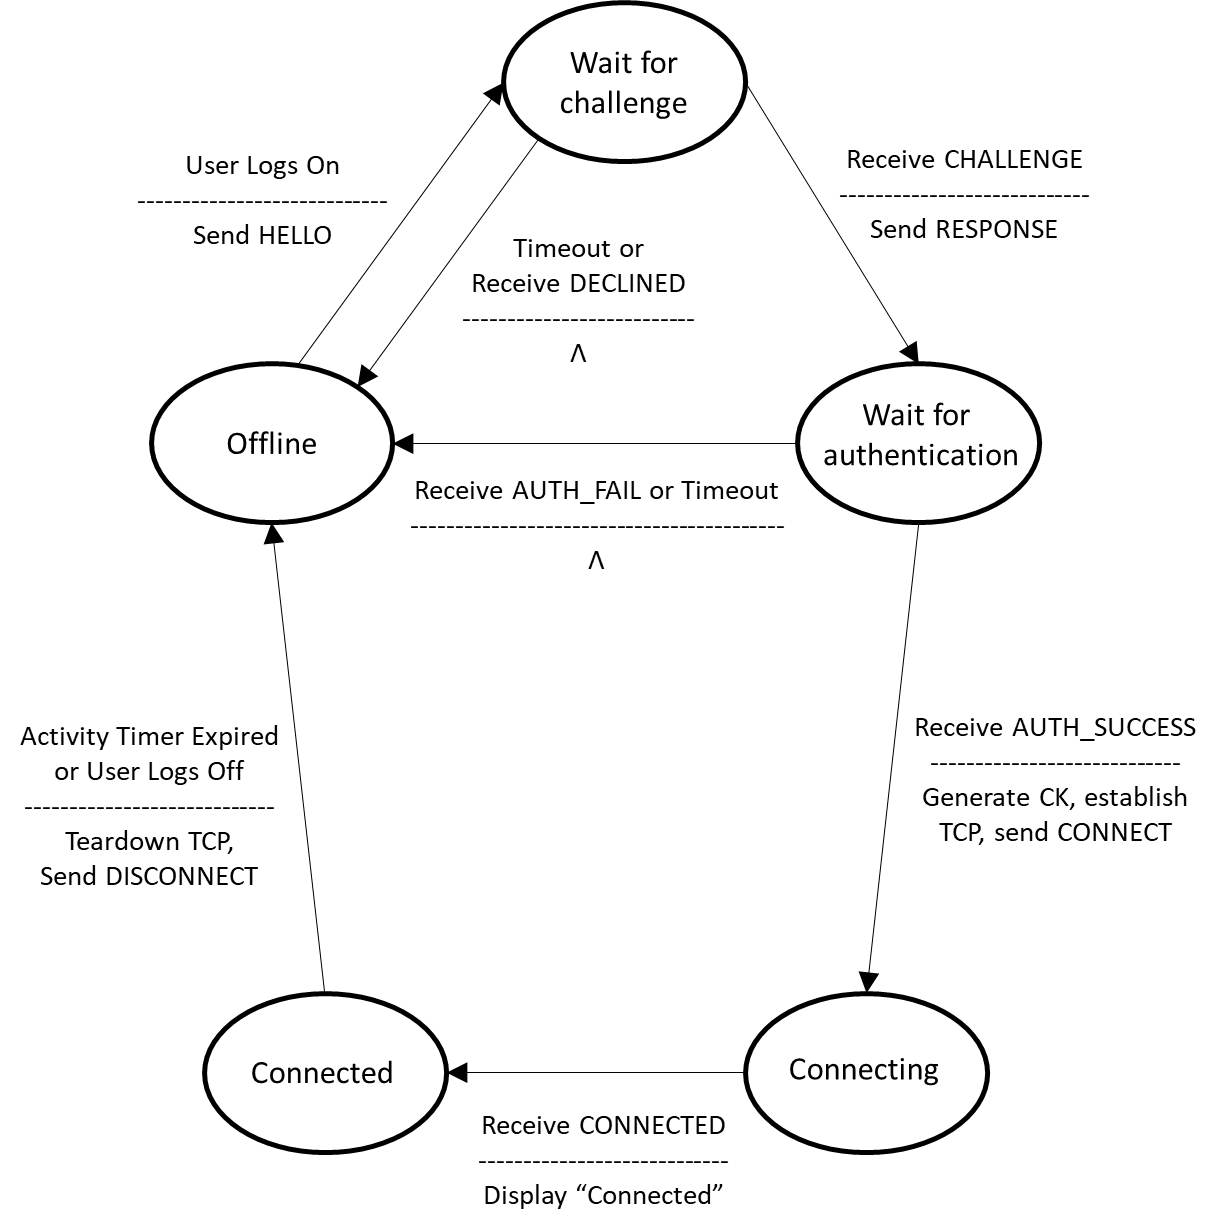 Wait for
challenge
User Logs On
----------------------------
Send HELLO
Receive CHALLENGE
----------------------------
Send RESPONSE
Timeout or
Receive DECLINED
--------------------------
Λ
Offline
Wait for
authentication
Receive AUTH_FAIL or Timeout
------------------------------------------
Λ
Activity Timer Expired
or User Logs Off
----------------------------
Teardown TCP,
Send DISCONNECT
Receive AUTH_SUCCESS
----------------------------
Generate CK, establish
TCP, send CONNECT
Connected
Connecting
Receive CONNECTED
----------------------------
Display “Connected”